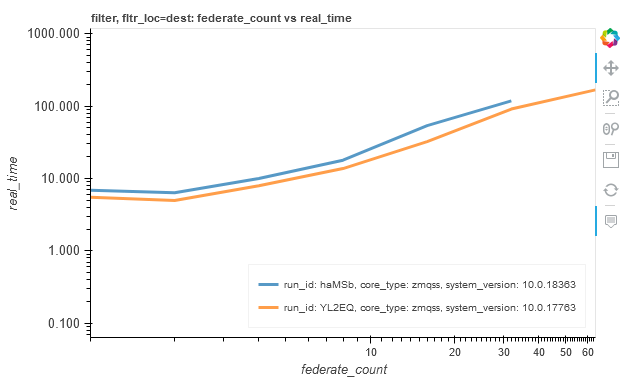 filter, fltr_loc=dest: federate_count vs real_time
1000.000
100.000
10.000
1.000
0.100
real_time
run_id: haMSb, core_type: zmqss, system_version: 10.0.18363
run_id: YL2EQ, core_type: zmqss, system_version: 10.0.17763
10 20 30 40 50 60
federate_count